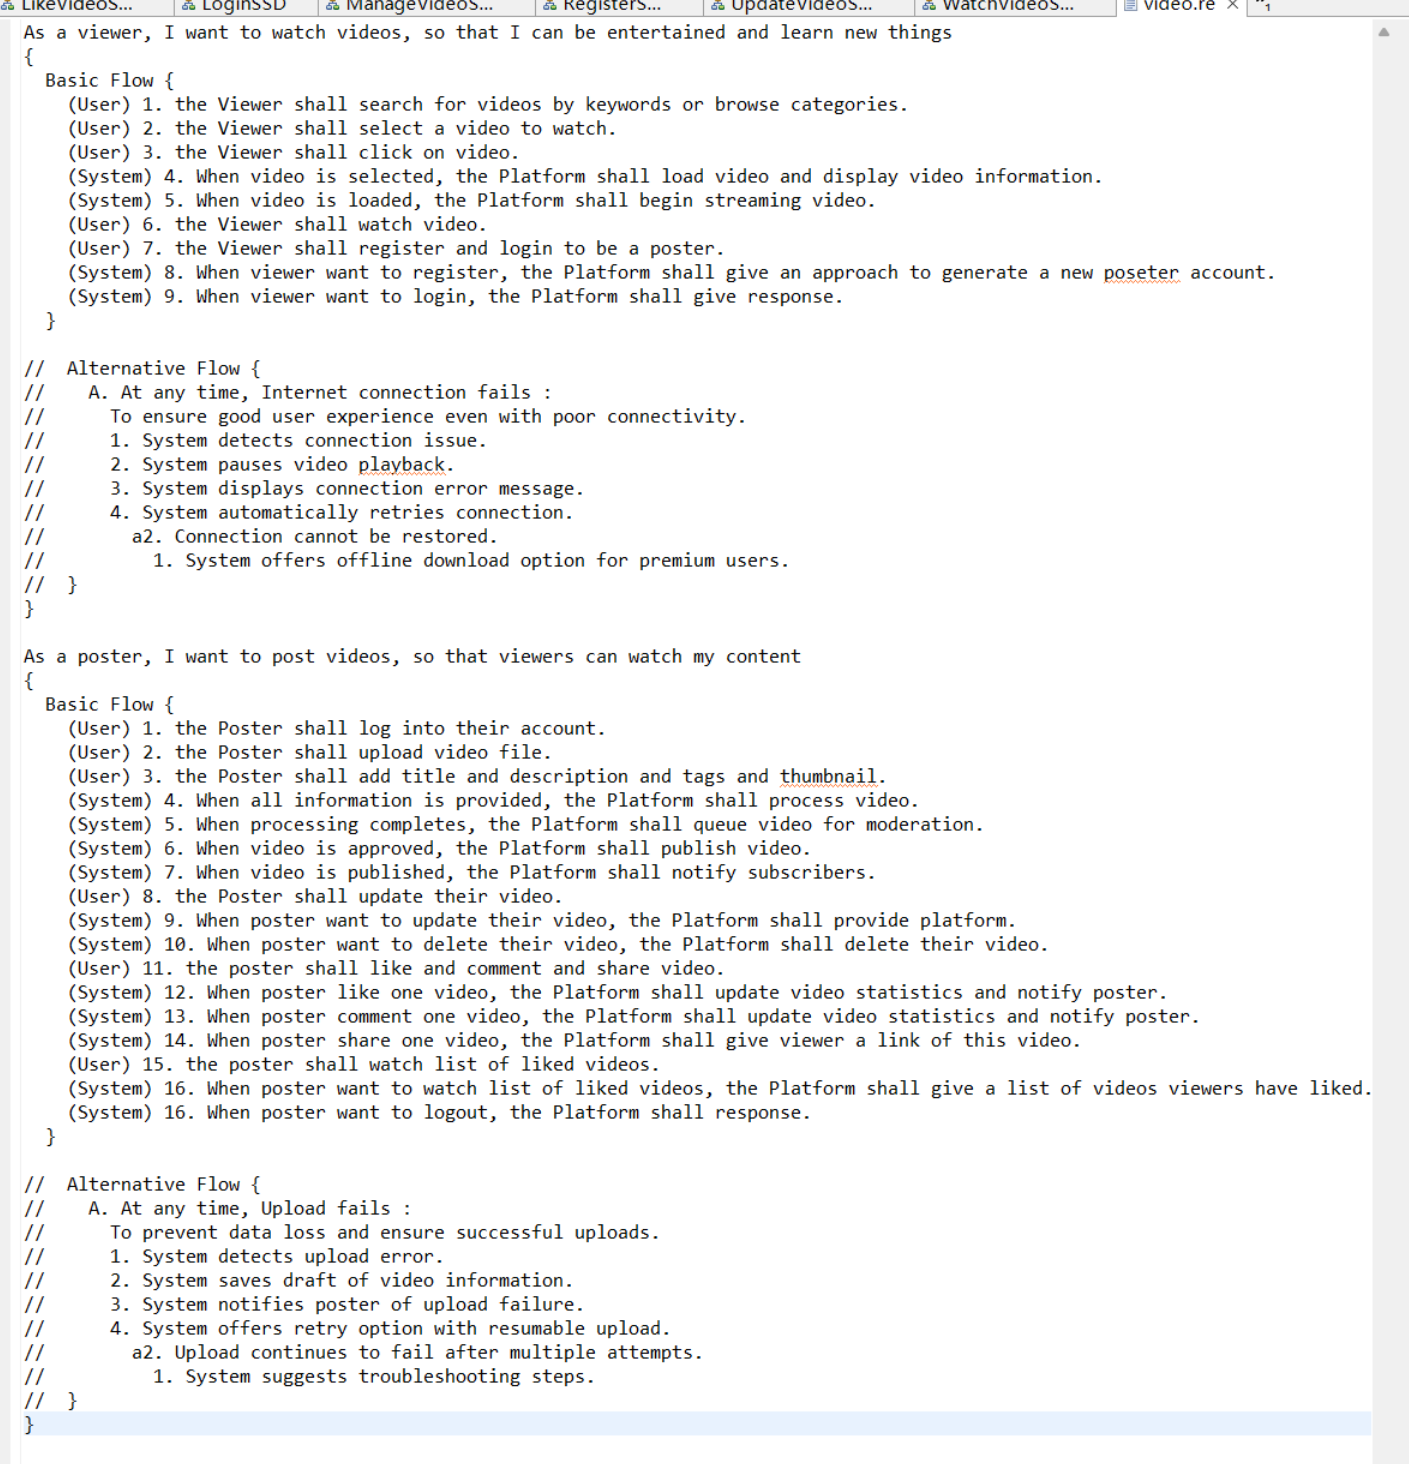 LikeVideoS... LoginSSD ManageVideoS... RegisterS... UpdateVideoS... WatchVideoS... video.re × "1
As a viewer, I want to watch videos, so that I can be entertained and learn new things
{
Basic Flow {
(User) 1. the Viewer shall search for videos by keywords or browse categories.
(User) 2. the Viewer shall select a video to watch.
(User) 3. the Viewer shall click on video.
(System) 4. When video is selected, the Platform shall load video and display video information.
(System) 5. When video is loaded, the Platform shall begin streaming video.
(User) 6. the Viewer shall watch video.
(User) 7. the Viewer shall register and login to be a poster.
(System) 8. When viewer want to register, the Platform shall give an approach to generate a new poseter account.
(System) 9. When viewer want to login, the Platform shall give response.
}
// Alternative Flow {
// A. At any time, Internet connection fails :
// To ensure good user experience even with poor connectivity.
// 1. System detects connection issue.
// 2. System pauses video playback.
// 3. System displays connection error message.
// 4. System automatically retries connection.
// a2. Connection cannot be restored.
// 1. System offers offline download option for premium users.
// }
}
As a poster, I want to post videos, so that viewers can watch my content
{
Basic Flow {
(User) 1. the Poster shall log into their account.
(User) 2. the Poster shall upload video file.
(User) 3. the Poster shall add title and description and tags and thumbnail.
(System) 4. When all information is provided, the Platform shall process video.
(System) 5. When processing completes, the Platform shall queue video for moderation.
(System) 6. When video is approved, the Platform shall publish video.
(System) 7. When video is published, the Platform shall notify subscribers.
(User) 8. the Poster shall update their video.
(System) 9. When poster want to update their video, the Platform shall provide platform.
(System) 10. When poster want to delete their video, the Platform shall delete their video.
(User) 11. the poster shall like and comment and share video.
(System) 12. When poster like one video, the Platform shall update video statistics and notify poster.
(System) 13. When poster comment one video, the Platform shall update video statistics and notify poster.
(System) 14. When poster share one video, the Platform shall give viewer a link of this video.
(User) 15. the poster shall watch list of liked videos.
(System) 16. When poster want to watch list of liked videos, the Platform shall give a list of videos viewers have liked.
(System) 16. When poster want to logout, the Platform shall response.
}
// Alternative Flow {
// A. At any time, Upload fails :
// To prevent data loss and ensure successful uploads.
// 1. System detects upload error.
// 2. System saves draft of video information.
// 3. System notifies poster of upload failure.
// 4. System offers retry option with resumable upload.
// a2. Upload continues to fail after multiple attempts.
// 1. System suggests troubleshooting steps.
// }
}